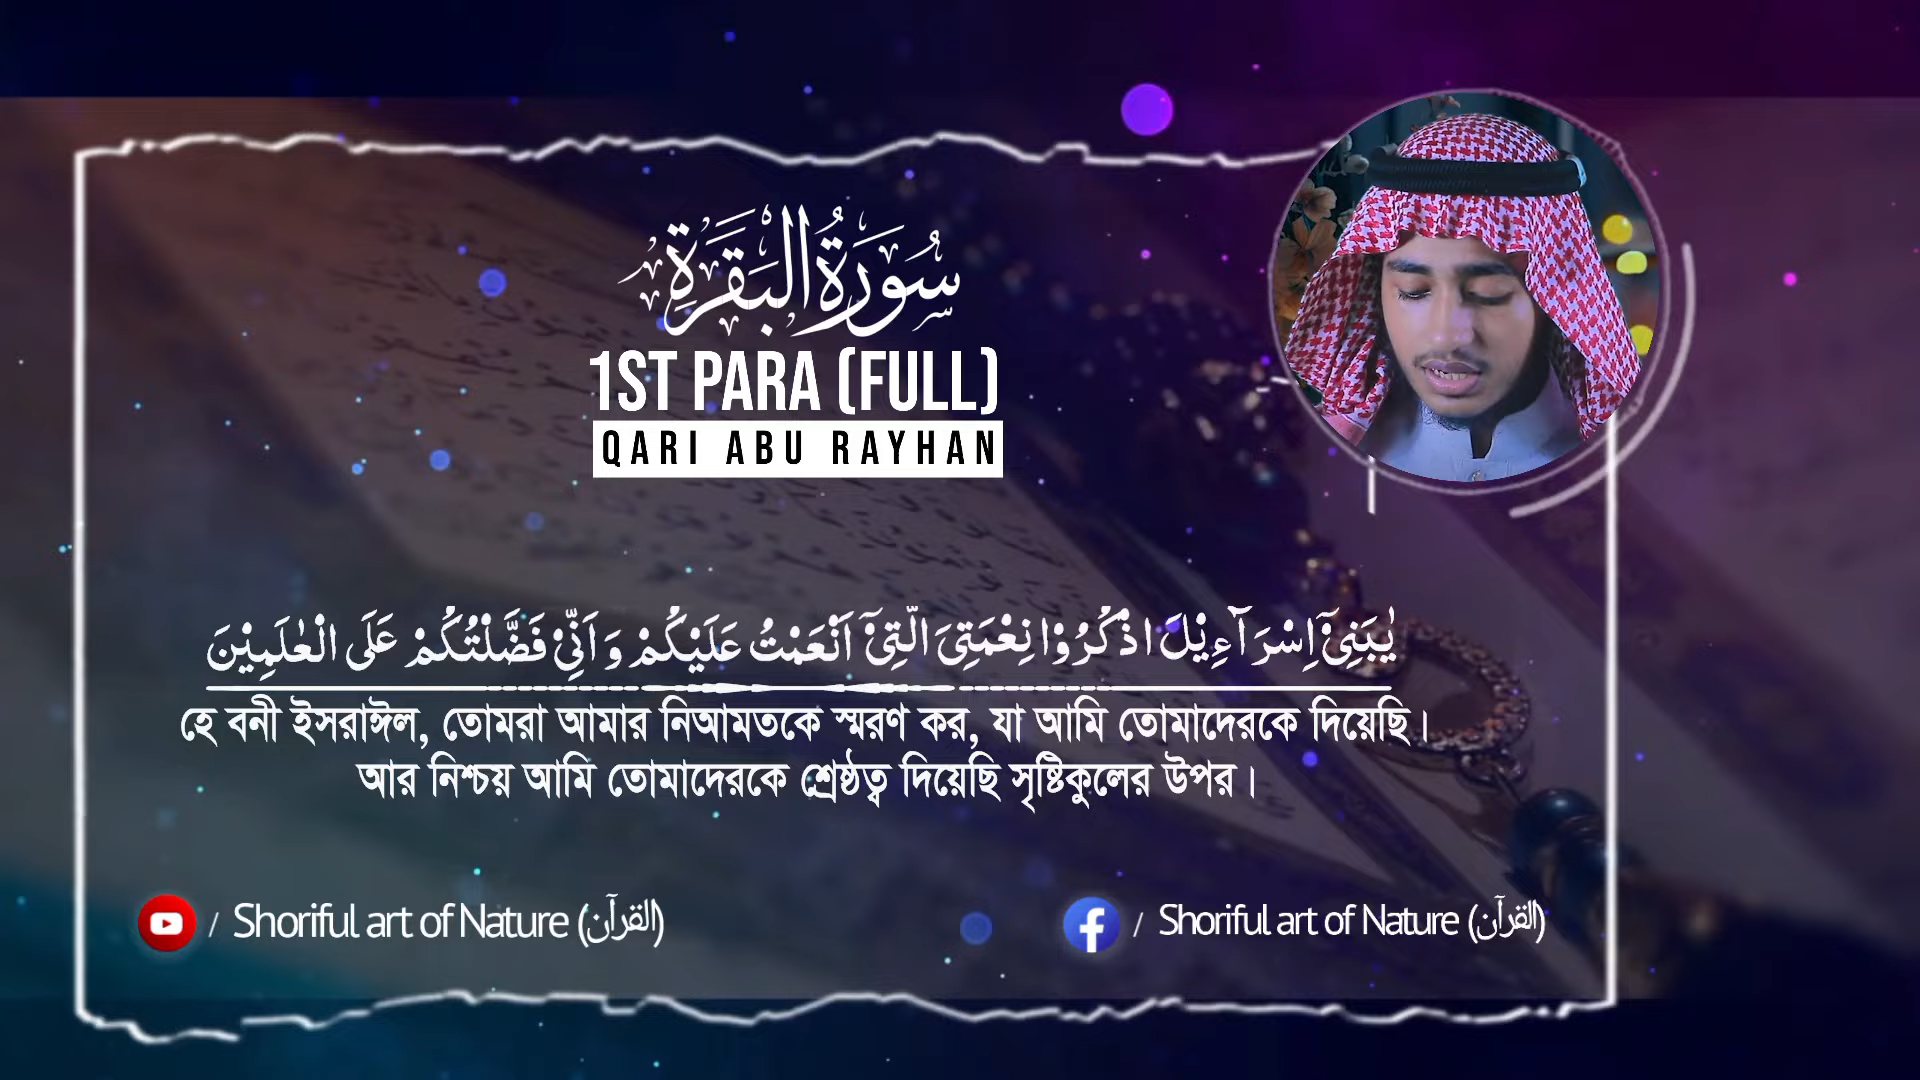 سُورَةُ البَقَرَةِ
1ST PARA (FULL)
QARI ABU RAYHAN
يٰبَنِىْٓ اِسْرَآءِيْلَ اذْكُرُوْا نِعْمَتِىَ الَّتِىْٓ اَنْعَمْتُ عَلَيْكُمْ وَ اَنِّىْ فَضَّلْتُكُمْ عَلَى الْعٰلَمِيْنَ
হে বনী ইসরাঈল, তোমরা আমার নিআমতকে স্মরণ কর, যা আমি তোমাদেরকে দিয়েছি।
আর নিশ্চয় আমি তোমাদেরকে শ্রেষ্ঠত্ব দিয়েছি সৃষ্টিকুলের উপর।
/ Shoriful art of Nature (القرآن)
/ Shoriful art of Nature (القرآن)